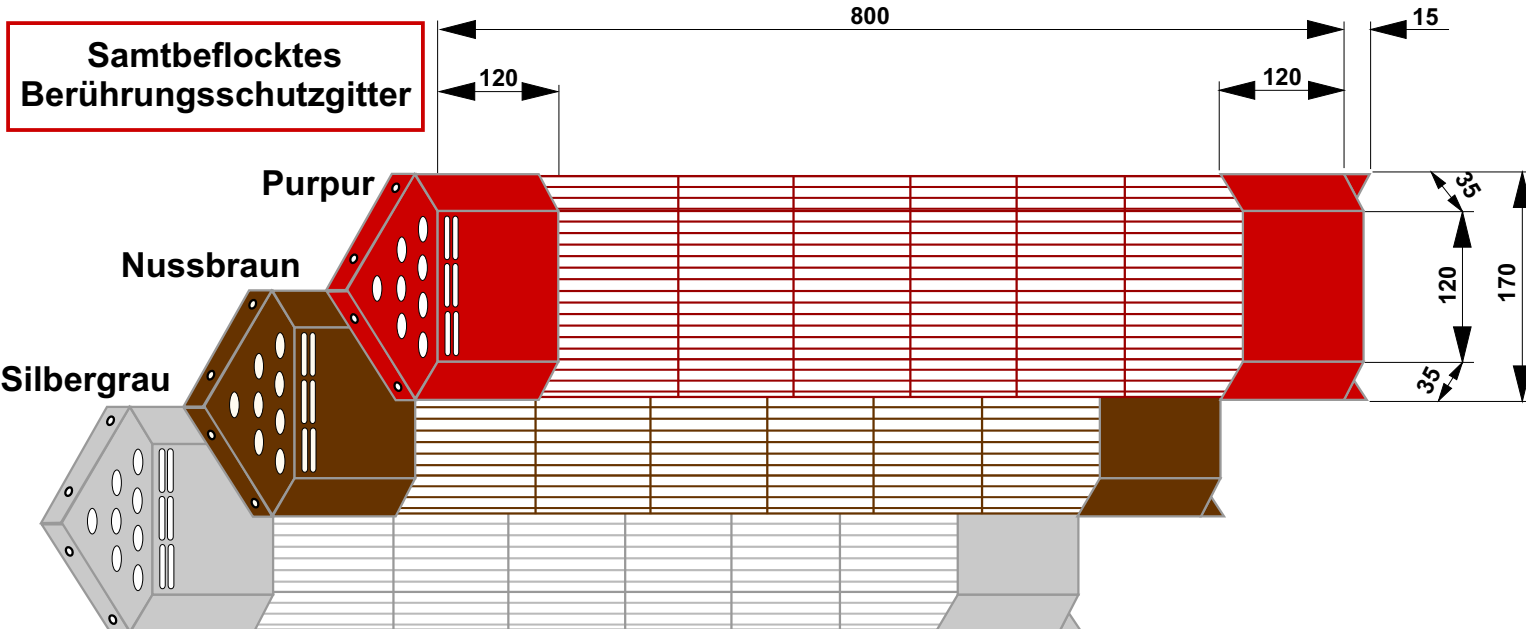 800
15
Samtbeflocktes
Berührungsschutzgitter
120
120
Purpur
35
Nussbraun
120
170
Silbergrau
35